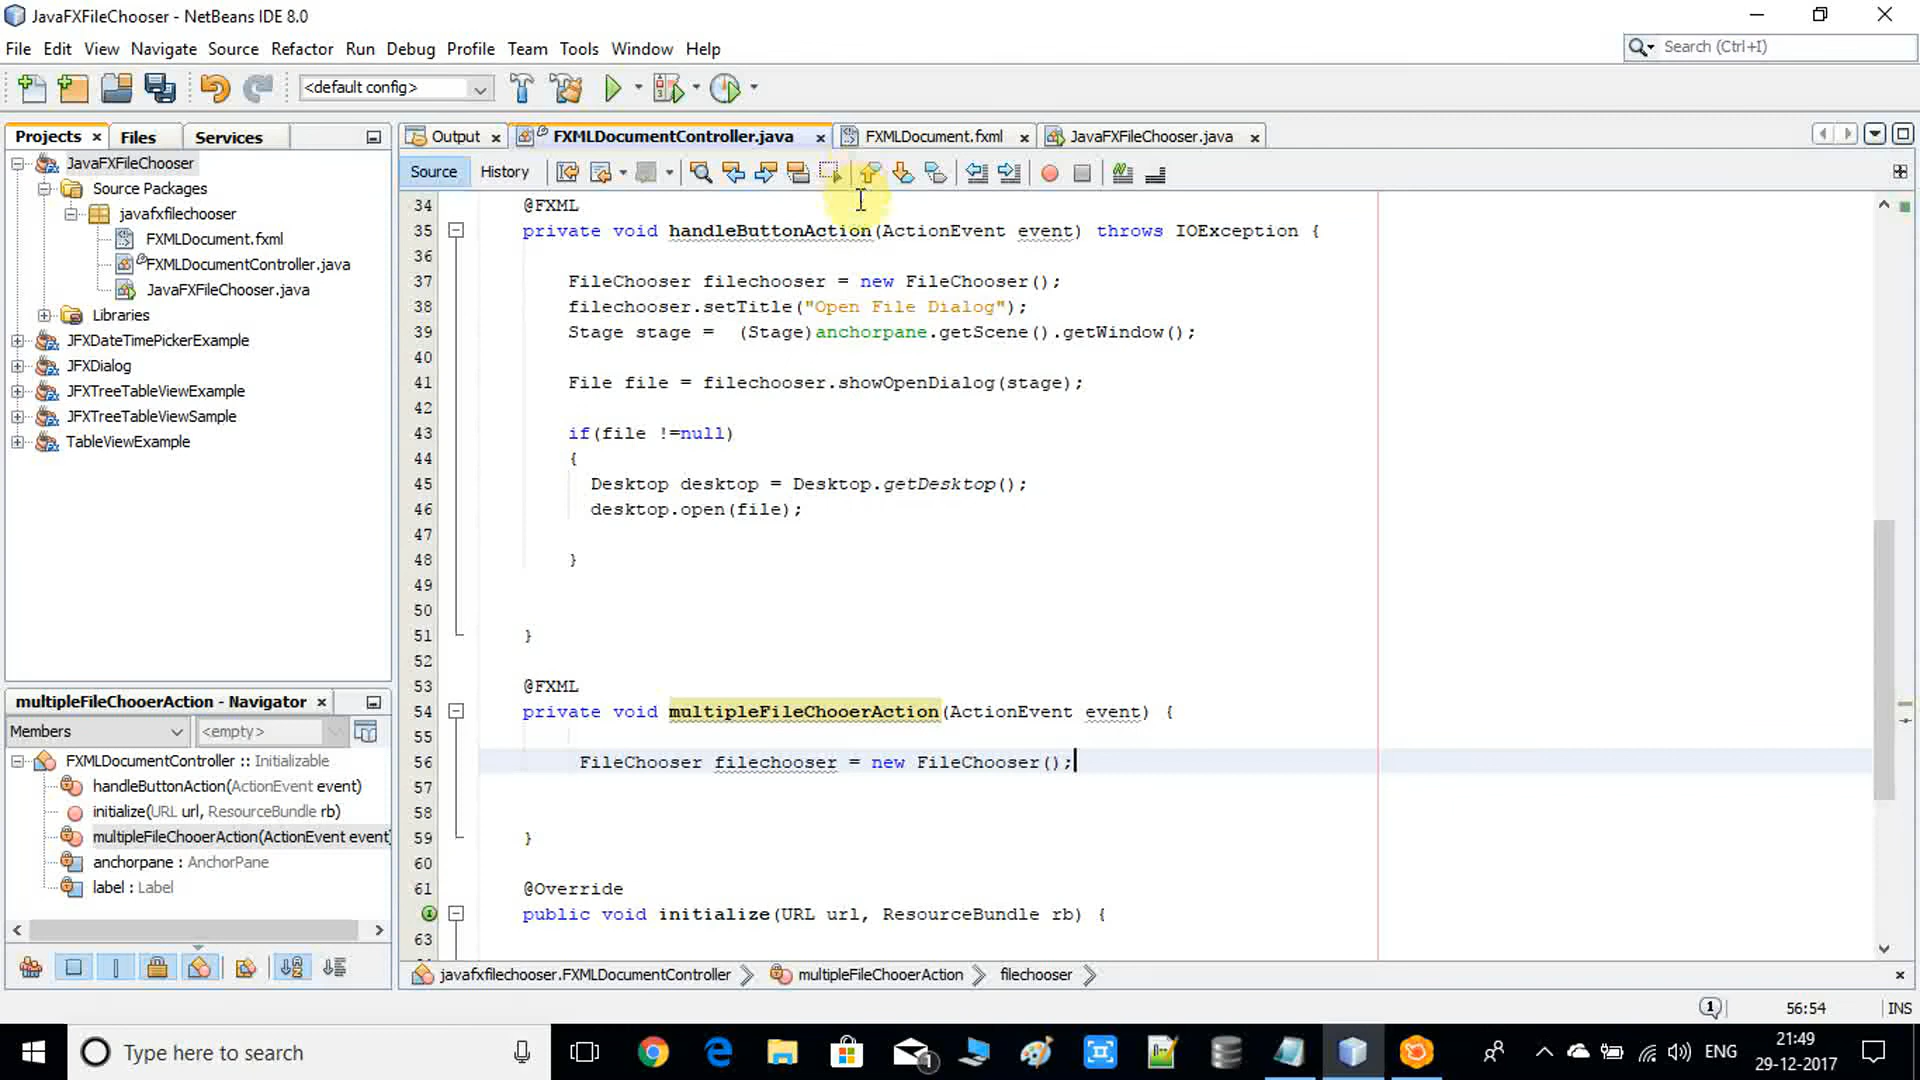 JavaFXFileChooser - NetBeans IDE 8.0
File Edit View Navigate Source Refactor Run Debug Profile Team Tools Window Help
Search (Ctrl+I)
<default config>
Projects Files Services
Output FXMLDocumentController.java FXMLDocument.fxml JavaFXFileChooser.java
Source History
JavaFXFileChooser
Source Packages
javafxfilechooser
FXMLDocument.fxml
FXMLDocumentController.java
JavaFXFileChooser.java
Libraries
JFXDateTimePickerExample
JFXDialog
JFXTreeTableViewExample
JFXTreeTableViewSample
TableViewExample
34 @FXML
35 private void handleButtonAction(ActionEvent event) throws IOException {
36
37 FileChooser filechooser = new FileChooser();
38 filechooser.setTitle("Open File Dialog");
39 Stage stage = (Stage)anchorpane.getScene().getWindow();
40
41 File file = filechooser.showOpenDialog(stage);
42
43 if(file !=null)
44 {
45 Desktop desktop = Desktop.getDesktop();
46 desktop.open(file);
47
48 }
49
50
51 }
52
53 @FXML
54 private void multipleFileChooerAction(ActionEvent event) {
55
56 FileChooser filechooser = new FileChooser();
57
58
59 }
60
61 @Override
public void initialize(URL url, ResourceBundle rb) {
63
multipleFileChooerAction - Navigator
Members <empty>
FXMLDocumentController :: Initializable
handleButtonAction(ActionEvent event)
initialize(URL url, ResourceBundle rb)
multipleFileChooerAction(ActionEvent event)
anchorpane : AnchorPane
label : Label
javafxfilechooser.FXMLDocumentController multipleFileChooerAction filechooser
1 56:54 INS
Type here to search
1
ENG
21:49
29-12-2017